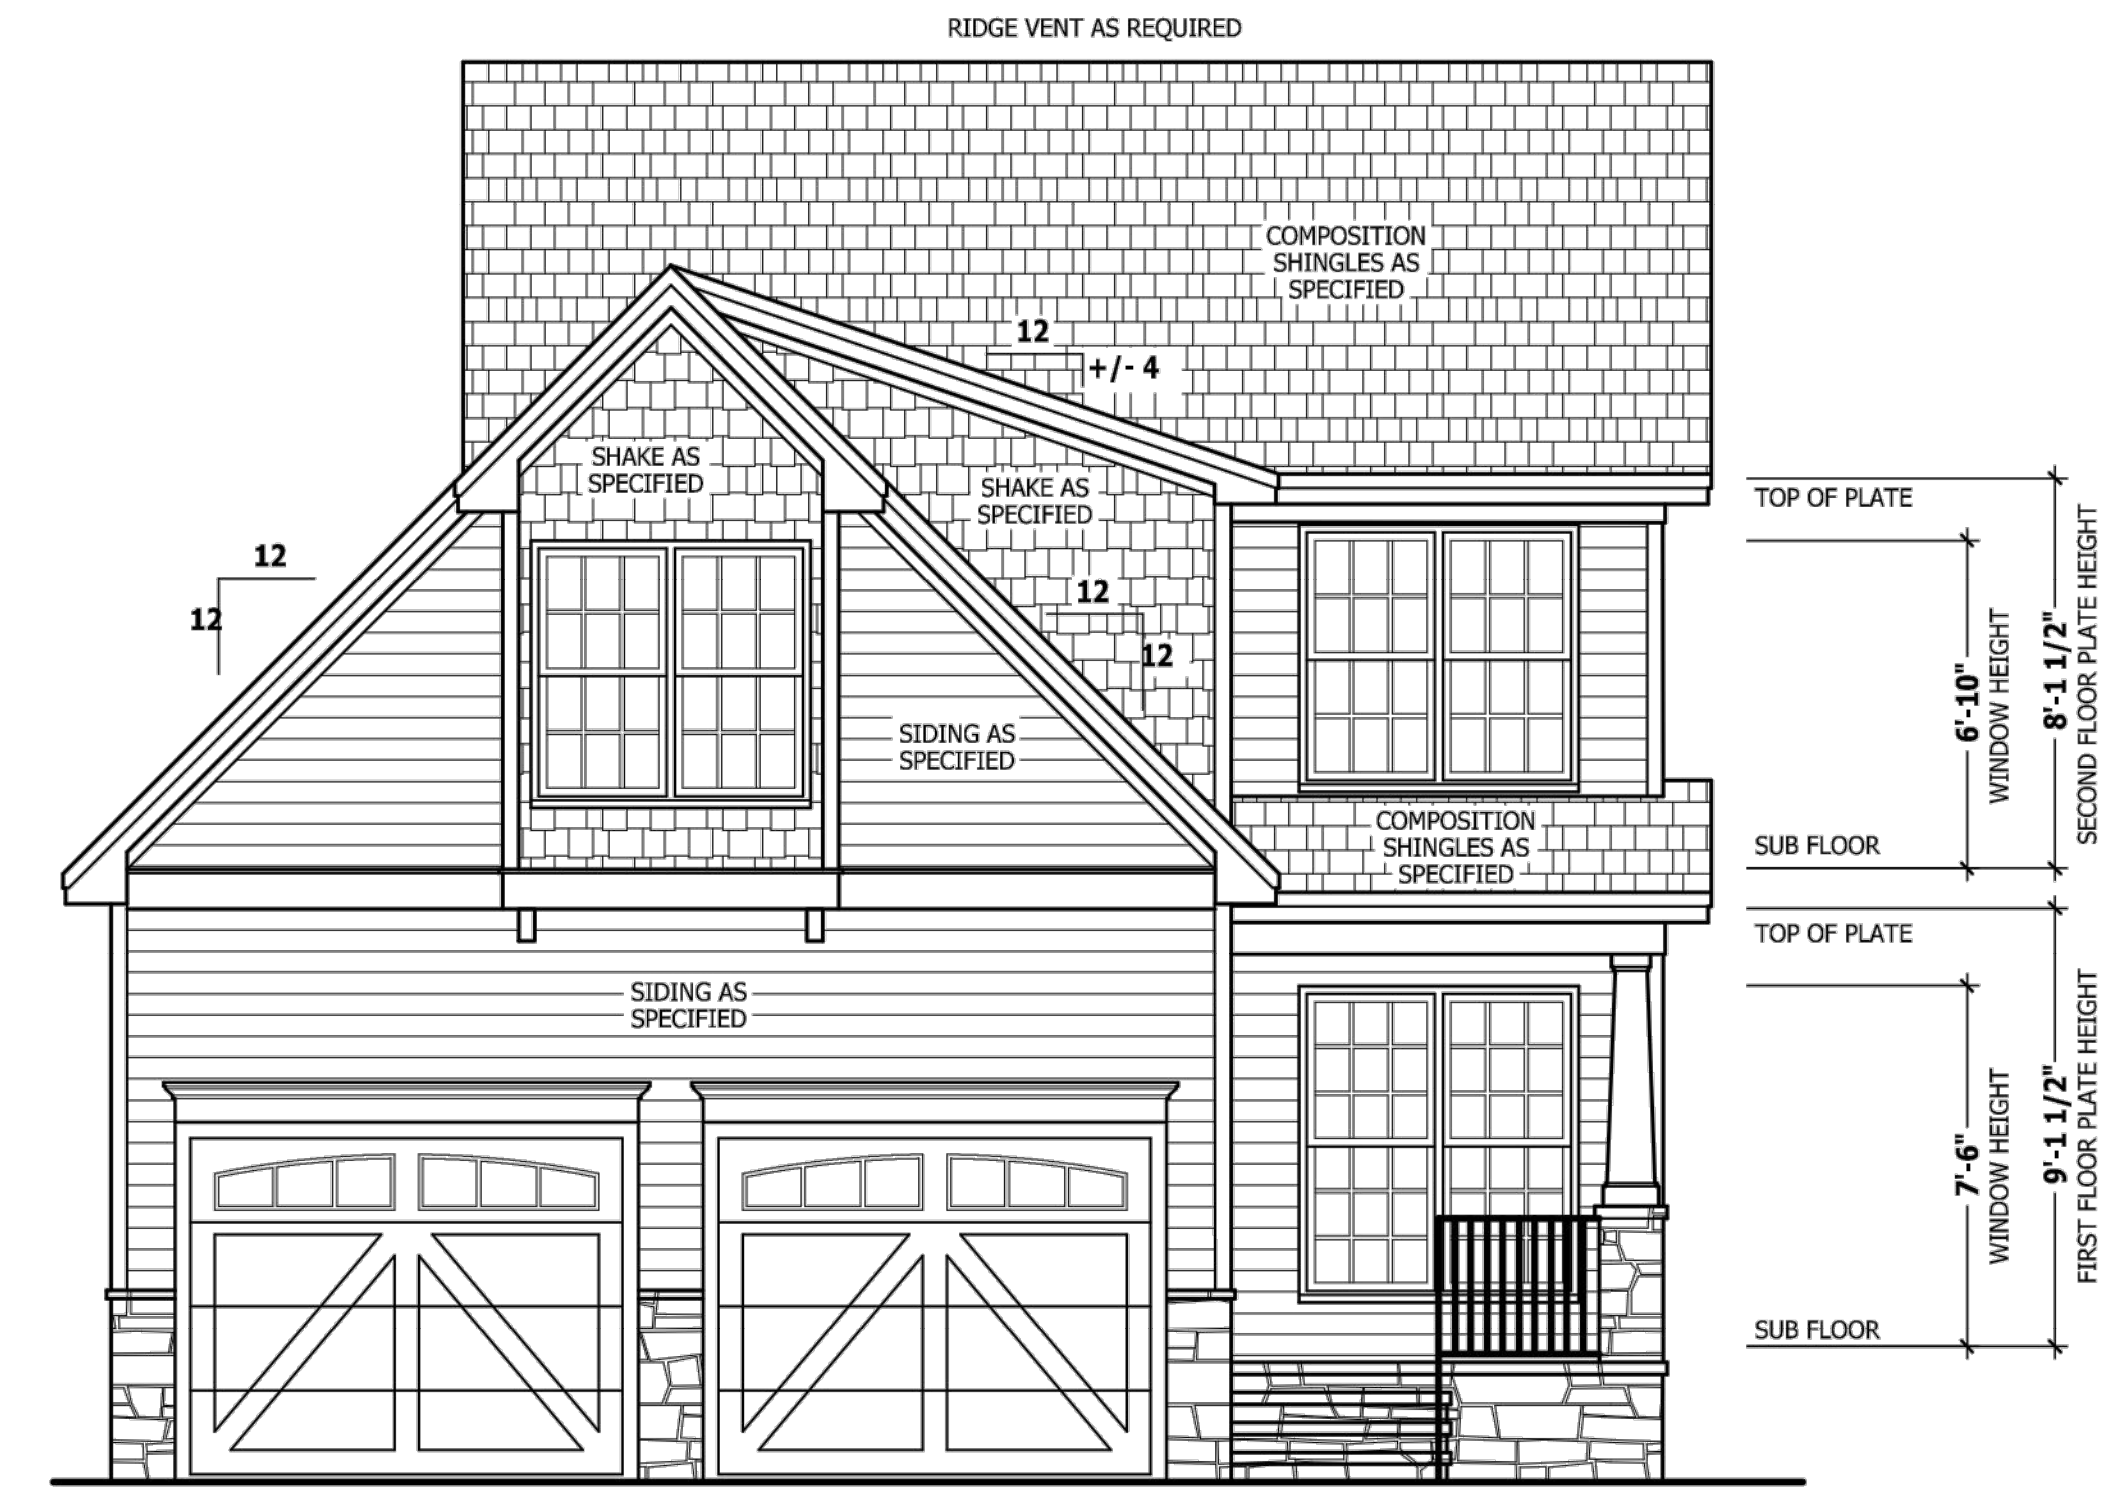 RIDGE VENT AS REQUIRED
COMPOSITION
SHINGLES AS
SPECIFIED
12
+/- 4
SHAKE AS
SPECIFIED
SHAKE AS
SPECIFIED
TOP OF PLATE
12
12
12
12
6'-10"
WINDOW HEIGHT
8'-1 1/2"
SECOND FLOOR PLATE HEIGHT
SIDING AS
SPECIFIED
COMPOSITION
SHINGLES AS
SPECIFIED
SUB FLOOR
TOP OF PLATE
SIDING AS
SPECIFIED
7'-6"
WINDOW HEIGHT
9'-1 1/2"
FIRST FLOOR PLATE HEIGHT
SUB FLOOR